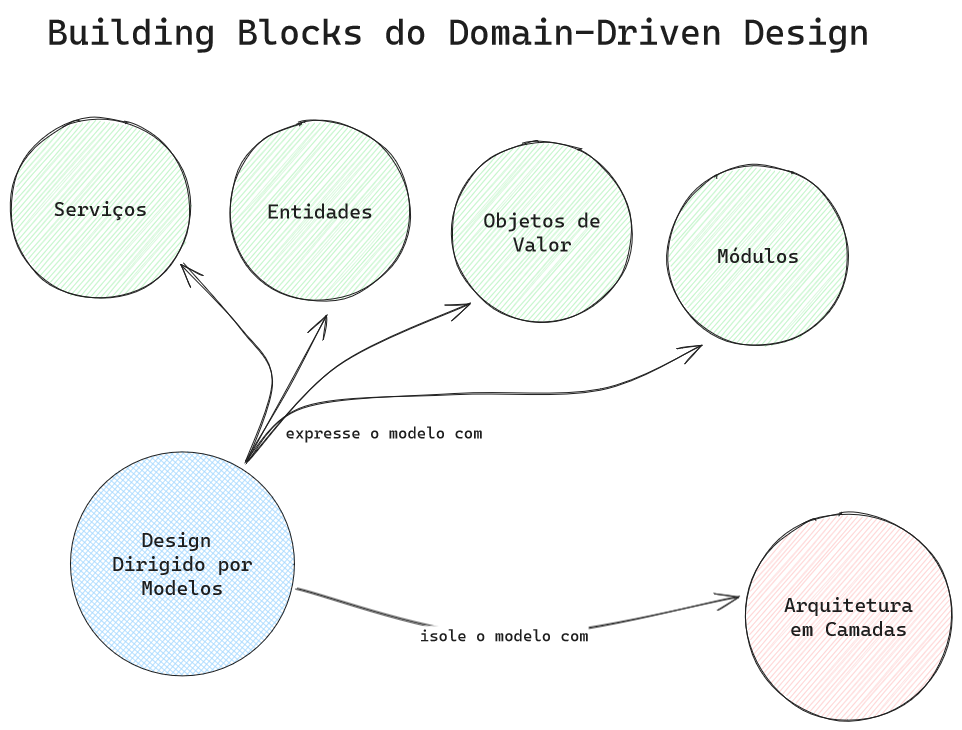 Building Blocks do Domain-Driven Design
Serviços
Entidades
Objetos de
Valor
Módulos
expresse o modelo com
Design
Dirigido por
Modelos
isole o modelo com
Arquitetura
em Camadas